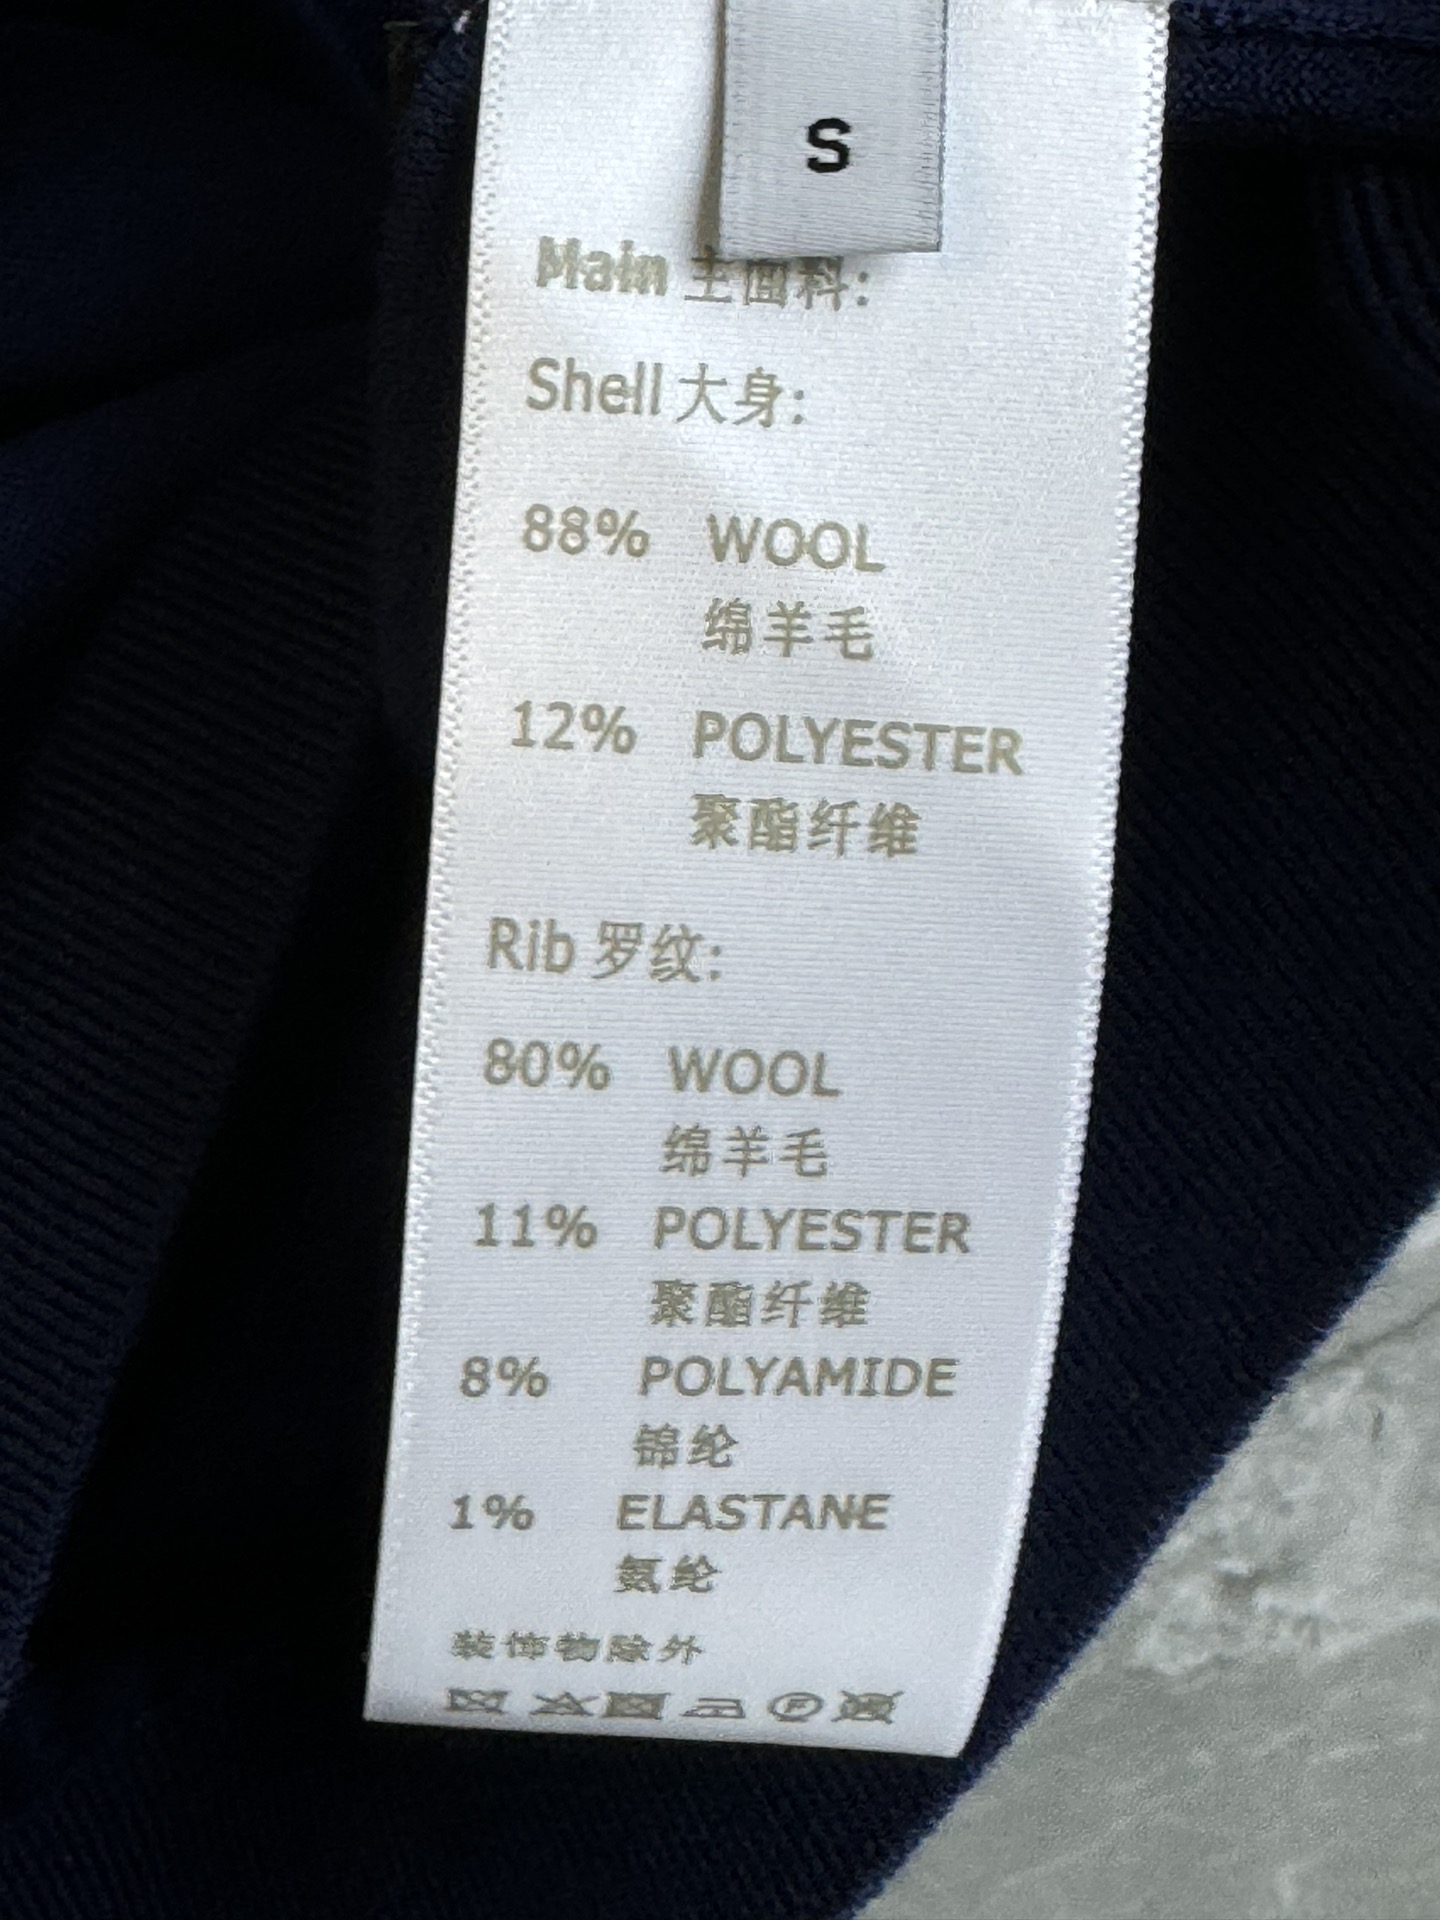 S
Main 主面料:
Shell 大身:
88% WOOL
绵羊毛
12% POLYESTER
聚酯纤维
Rib 罗纹:
80% WOOL
绵羊毛
11% POLYESTER
聚酯纤维
8% POLYAMIDE
锦纶
1% ELASTANE
氨纶
装饰物除外